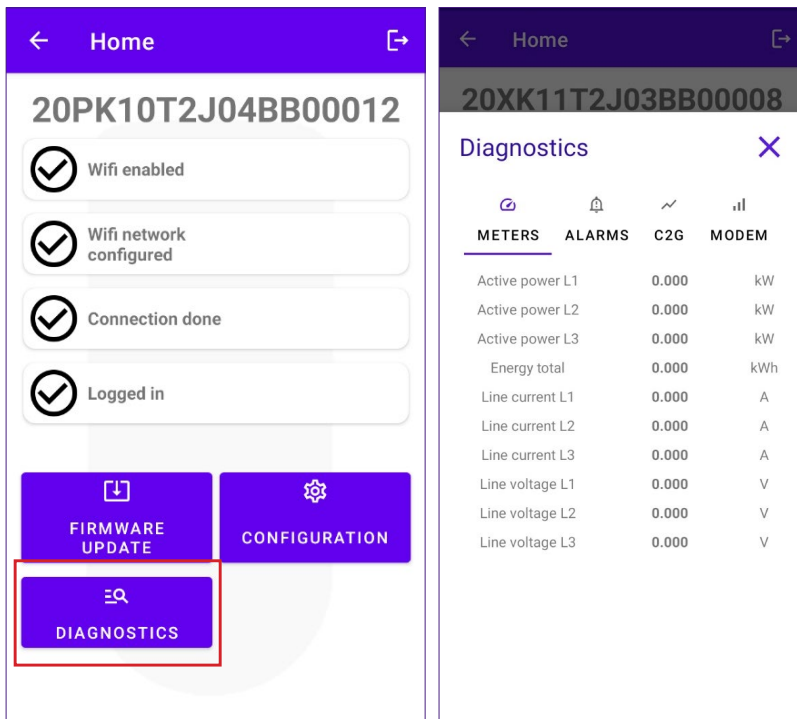 Home
20PK10T2J04BB00012
Wifi enabled
Wifi network
configured
Connection done
Logged in
FIRMWARE
UPDATE
CONFIGURATION
DIAGNOSTICS
Home
20XK11T2J03BB00008
Diagnostics
METERS ALARMS C2G MODEM
Active power L1 0.000 kW
Active power L2 0.000 kW
Active power L3 0.000 kW
Energy total 0.000 kWh
Line current L1 0.000 A
Line current L2 0.000 A
Line current L3 0.000 A
Line voltage L1 0.000 V
Line voltage L2 0.000 V
Line voltage L3 0.000 V